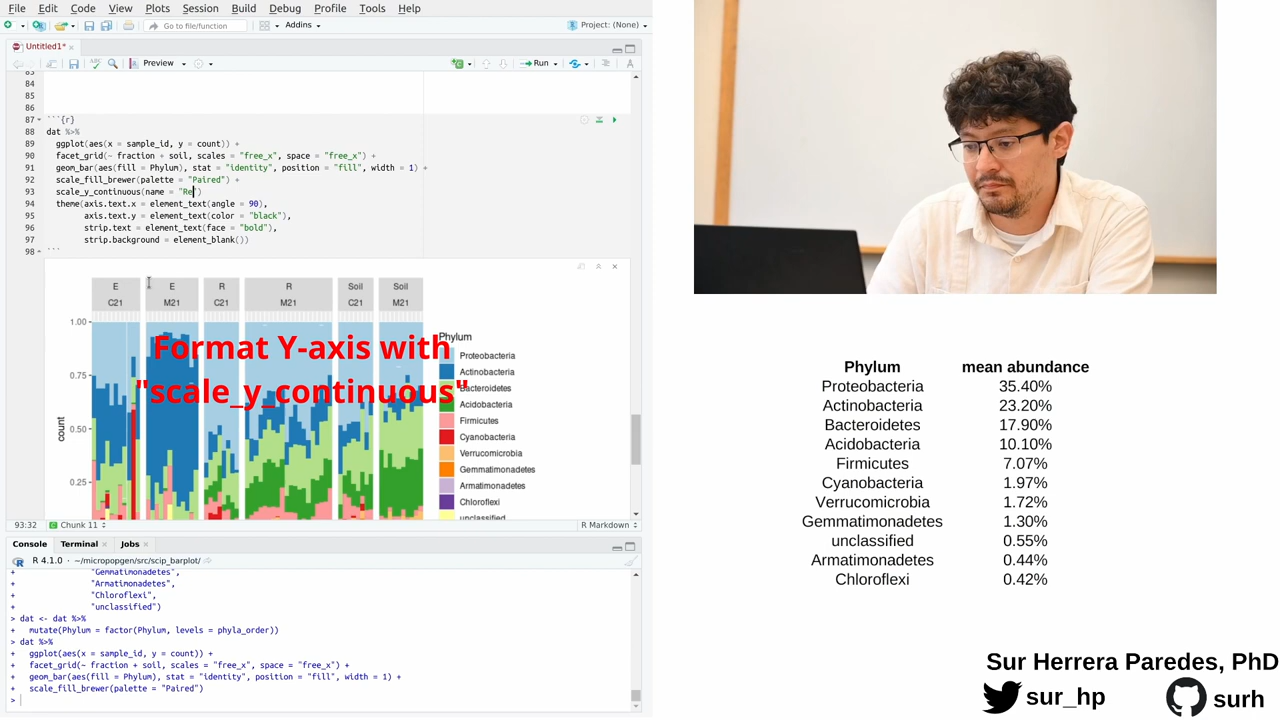 File Edit Code View Plots Session Build Debug Profile Tools Help
Go to file/function Addins Project: (None)
Untitled1*
Preview Run
83
84
85
86
87 ```{r}
88 dat %>%
89 ggplot(aes(x = sample_id, y = count)) +
90 facet_grid(~ fraction + soil, scales = "free_x", space = "free_x") +
91 geom_bar(aes(fill = Phylum), stat = "identity", position = "fill", width = 1) +
92 scale_fill_brewer(palette = "Paired") +
93 scale_y_continuous(name = "Re")
94 theme(axis.text.x = element_text(angle = 90),
95 axis.text.y = element_text(color = "black"),
96 strip.text = element_text(face = "bold"),
97 strip.background = element_blank())
98 ```
E E R R Soil Soil
C21 M21 C21 M21 C21 M21
1.00
0.75
0.50
0.25
count
Format Y-axis with
"scale_y_continuous"
Phylum
Proteobacteria
Actinobacteria
Bacteroidetes
Acidobacteria
Firmicutes
Cyanobacteria
Verrucomicrobia
Gemmatimonadetes
Armatimonadetes
Chloroflexi
unclassified
93:32 Chunk 11 R Markdown
Console Terminal Jobs
R 4.1.0 · ~/micropopgen/src/scip_barplot/
+ "Gemmatimonadetes",
+ "Armatimonadetes",
+ "Chloroflexi",
+ "unclassified")
> dat <- dat %>%
+ mutate(Phylum = factor(Phylum, levels = phyla_order))
> dat %>%
+ ggplot(aes(x = sample_id, y = count)) +
+ facet_grid(~ fraction + soil, scales = "free_x", space = "free_x") +
+ geom_bar(aes(fill = Phylum), stat = "identity", position = "fill", width = 1) +
+ scale_fill_brewer(palette = "Paired")
>
Phylum mean abundance
Proteobacteria 35.40%
Actinobacteria 23.20%
Bacteroidetes 17.90%
Acidobacteria 10.10%
Firmicutes 7.07%
Cyanobacteria 1.97%
Verrucomicrobia 1.72%
Gemmatimonadetes 1.30%
unclassified 0.55%
Armatimonadetes 0.44%
Chloroflexi 0.42%
Sur Herrera Paredes, PhD
sur_hp surh